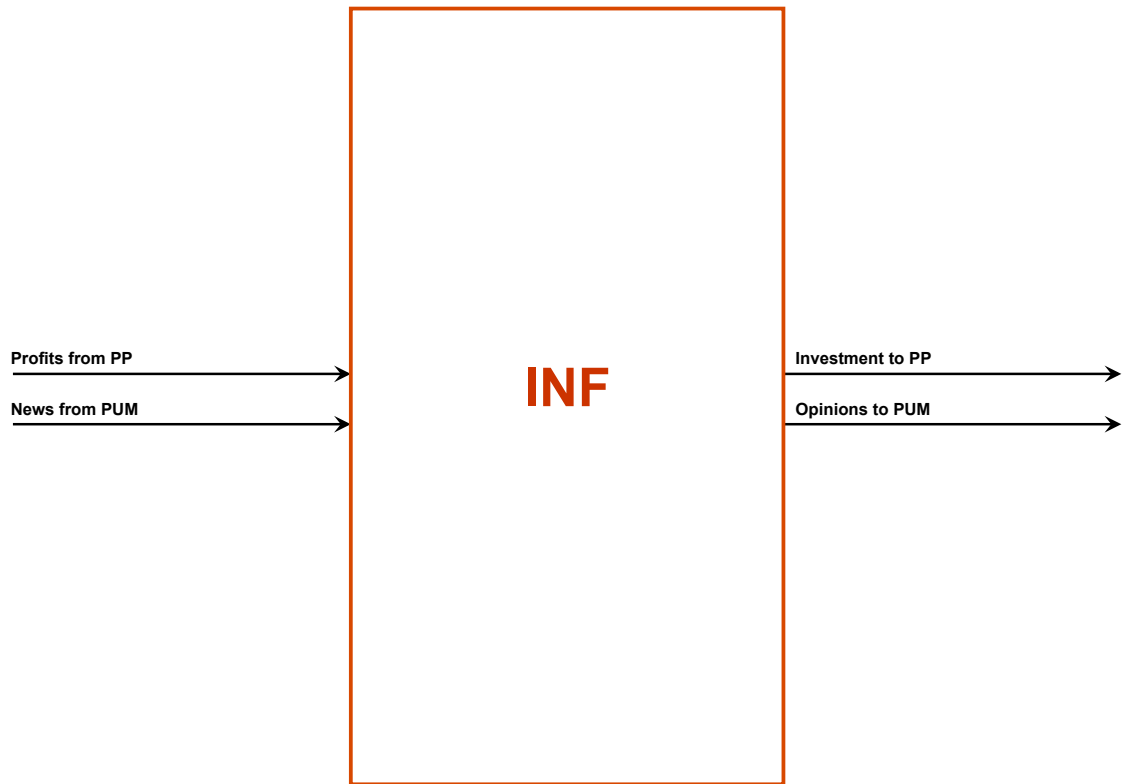 Profits from PP
Investment to PP
INF
News from PUM
Opinions to PUM